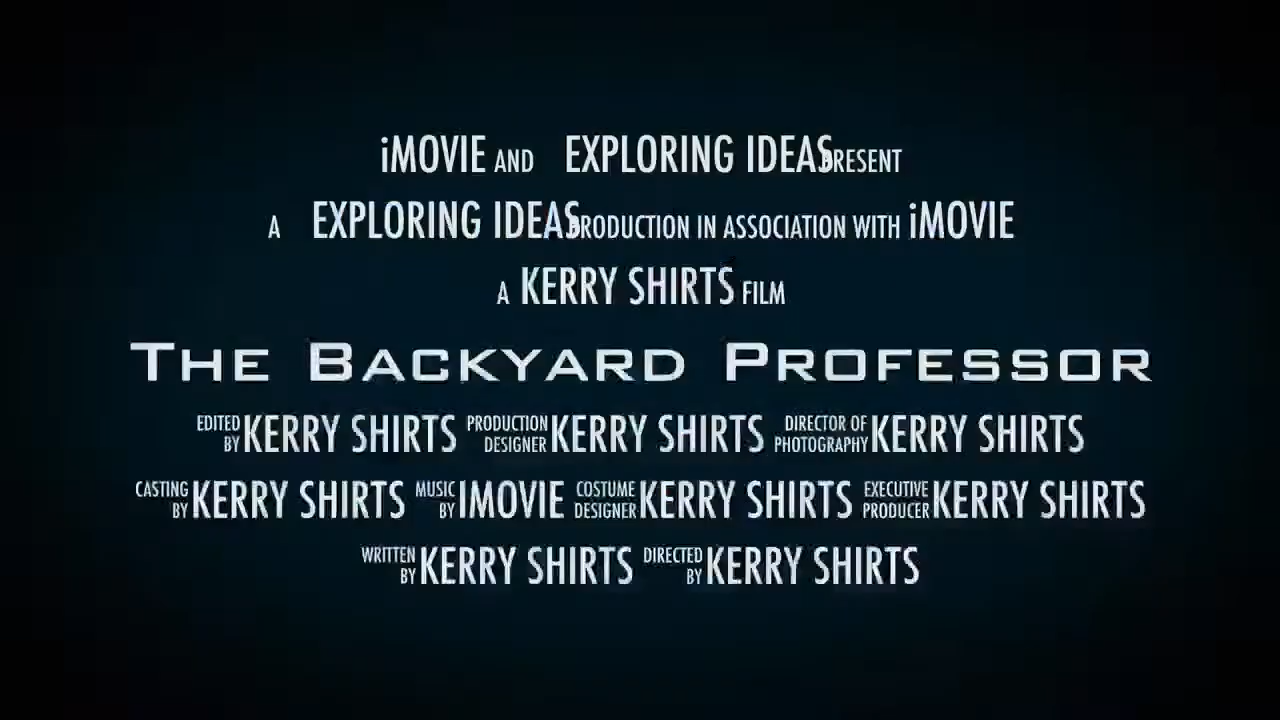 iMOVIE AND EXPLORING IDEAS PRESENT
A EXPLORING IDEAS PRODUCTION IN ASSOCIATION WITH iMOVIE
A KERRY SHIRTS FILM
THE BACKYARD PROFESSOR
EDITED BY KERRY SHIRTS PRODUCTION DESIGNER KERRY SHIRTS DIRECTOR OF PHOTOGRAPHY KERRY SHIRTS
CASTING BY KERRY SHIRTS MUSIC BY IMOVIE COSTUME DESIGNER KERRY SHIRTS EXECUTIVE PRODUCER KERRY SHIRTS
WRITTEN BY KERRY SHIRTS DIRECTED BY KERRY SHIRTS